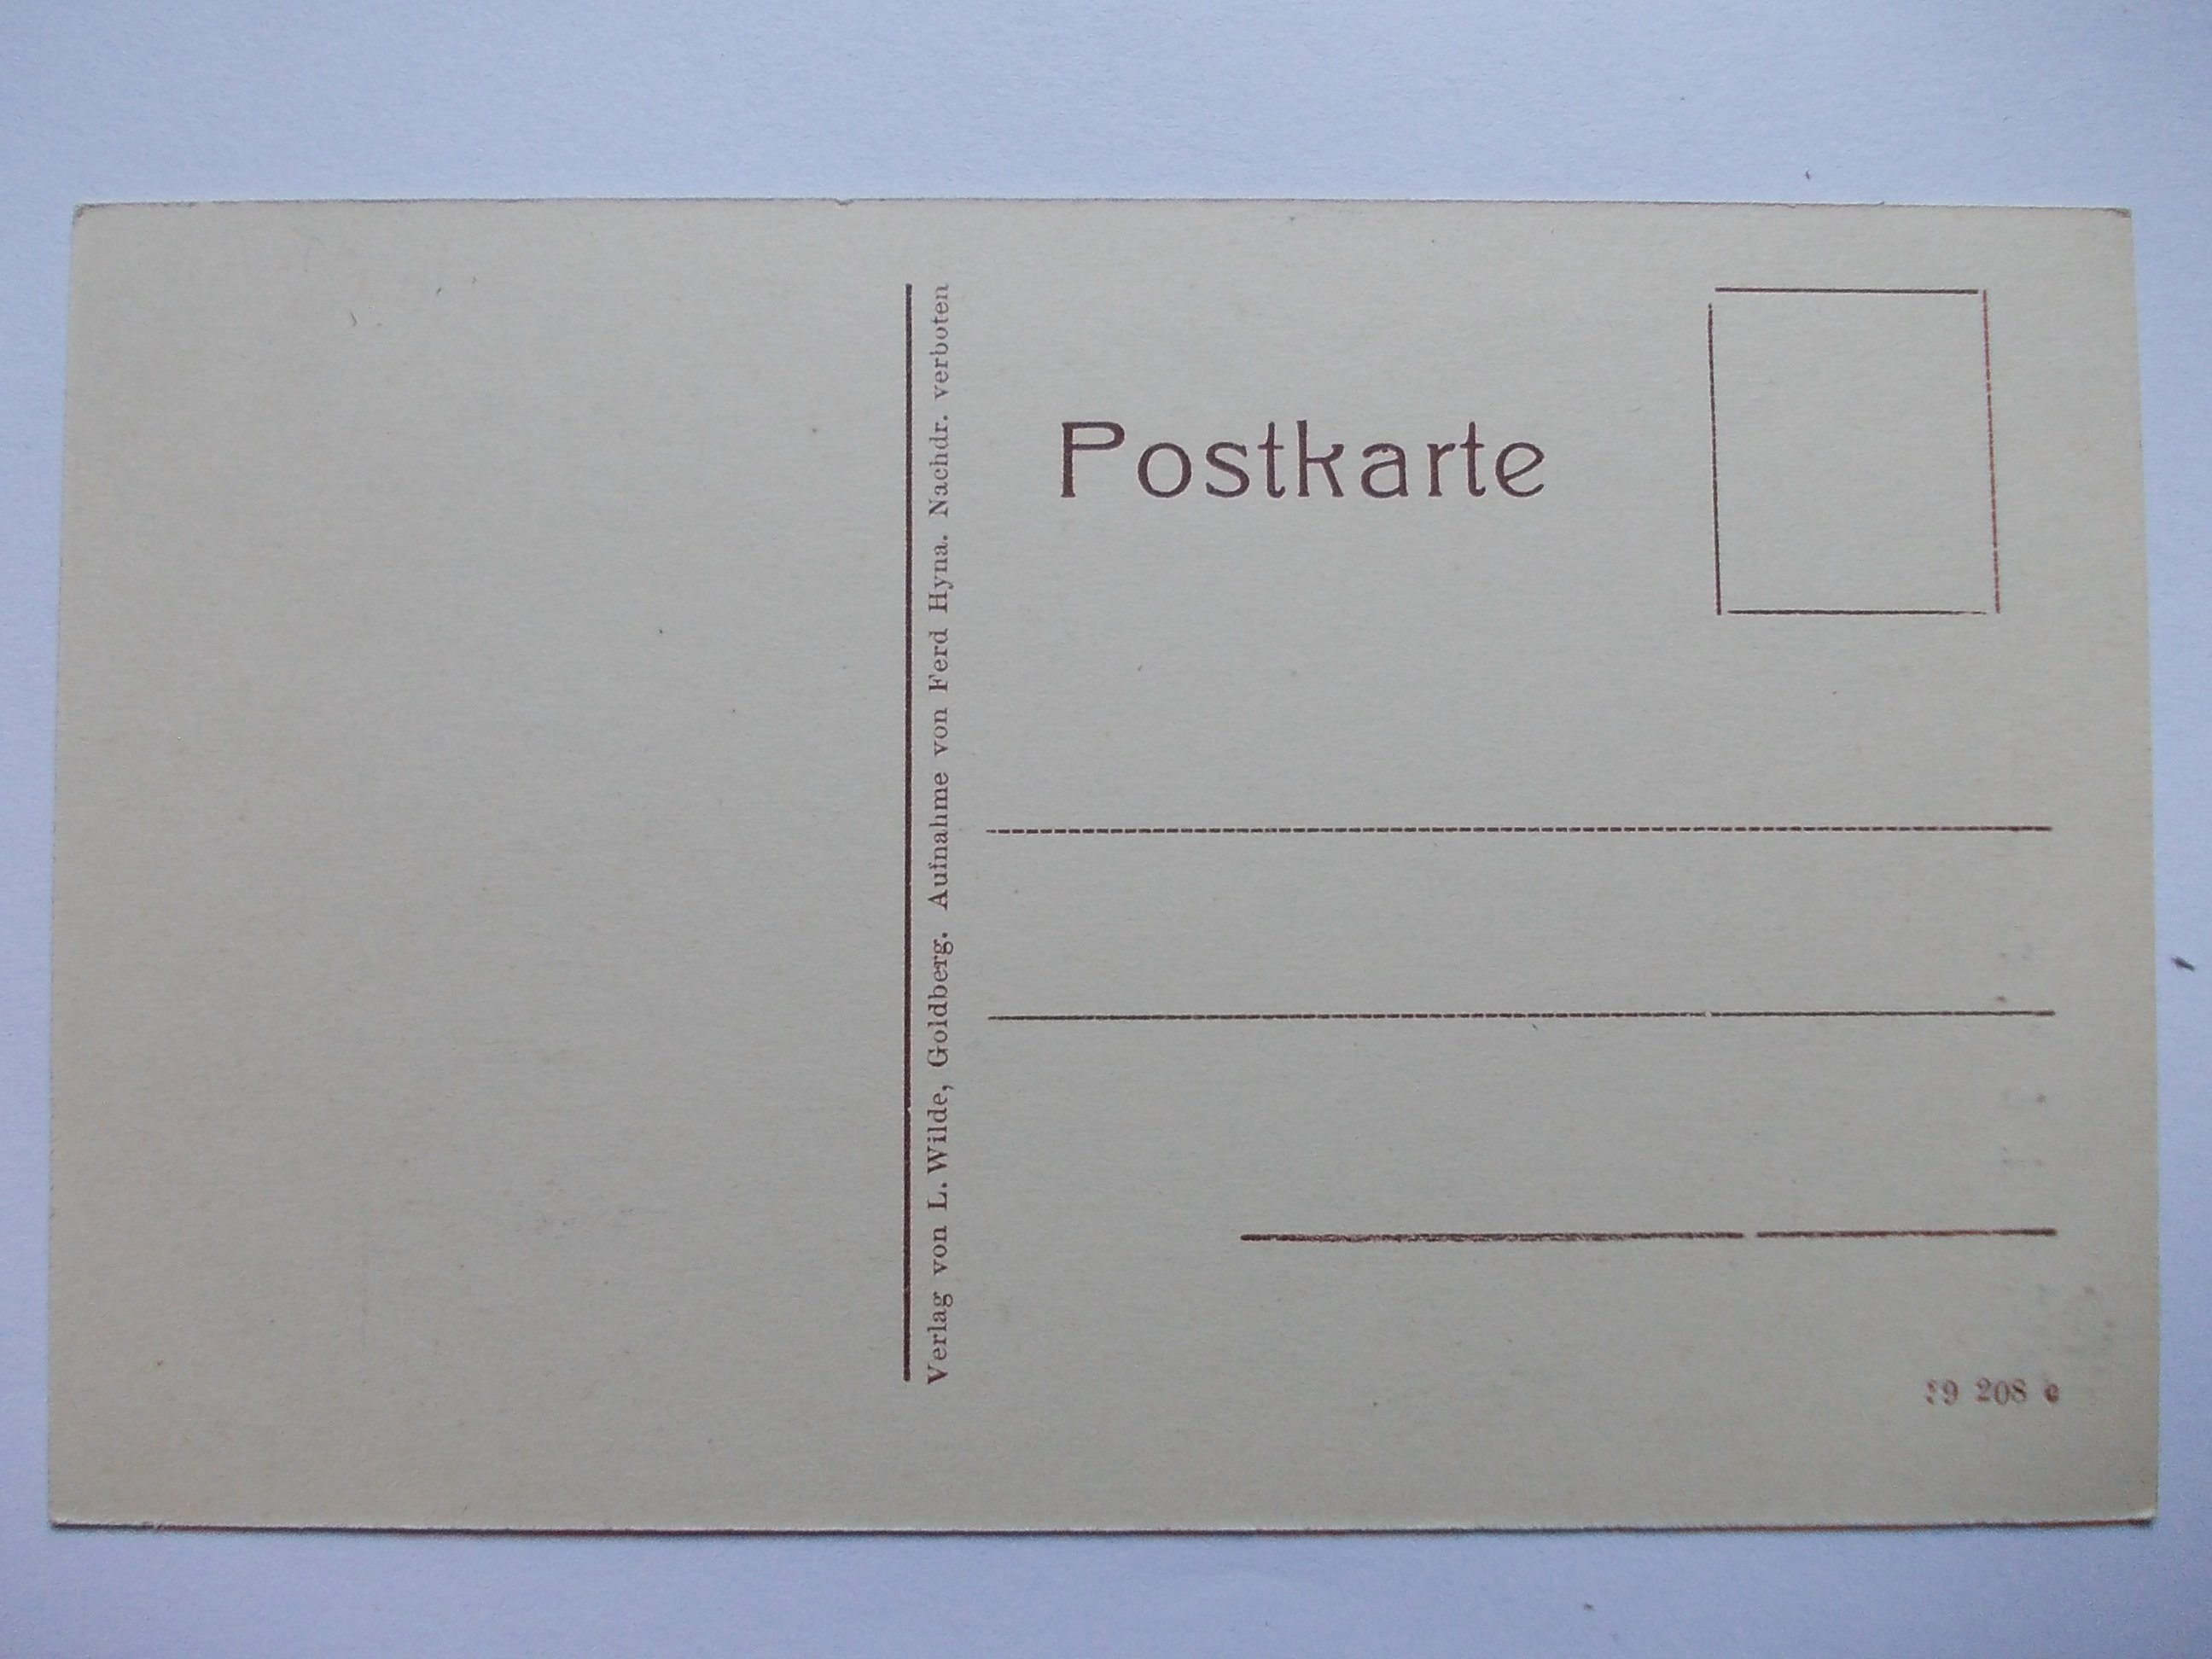 Verlag von L. Wilde, Goldberg. Aufnahme von Ferd Hyna. Nachdr. verboten
Postkarte
208 c